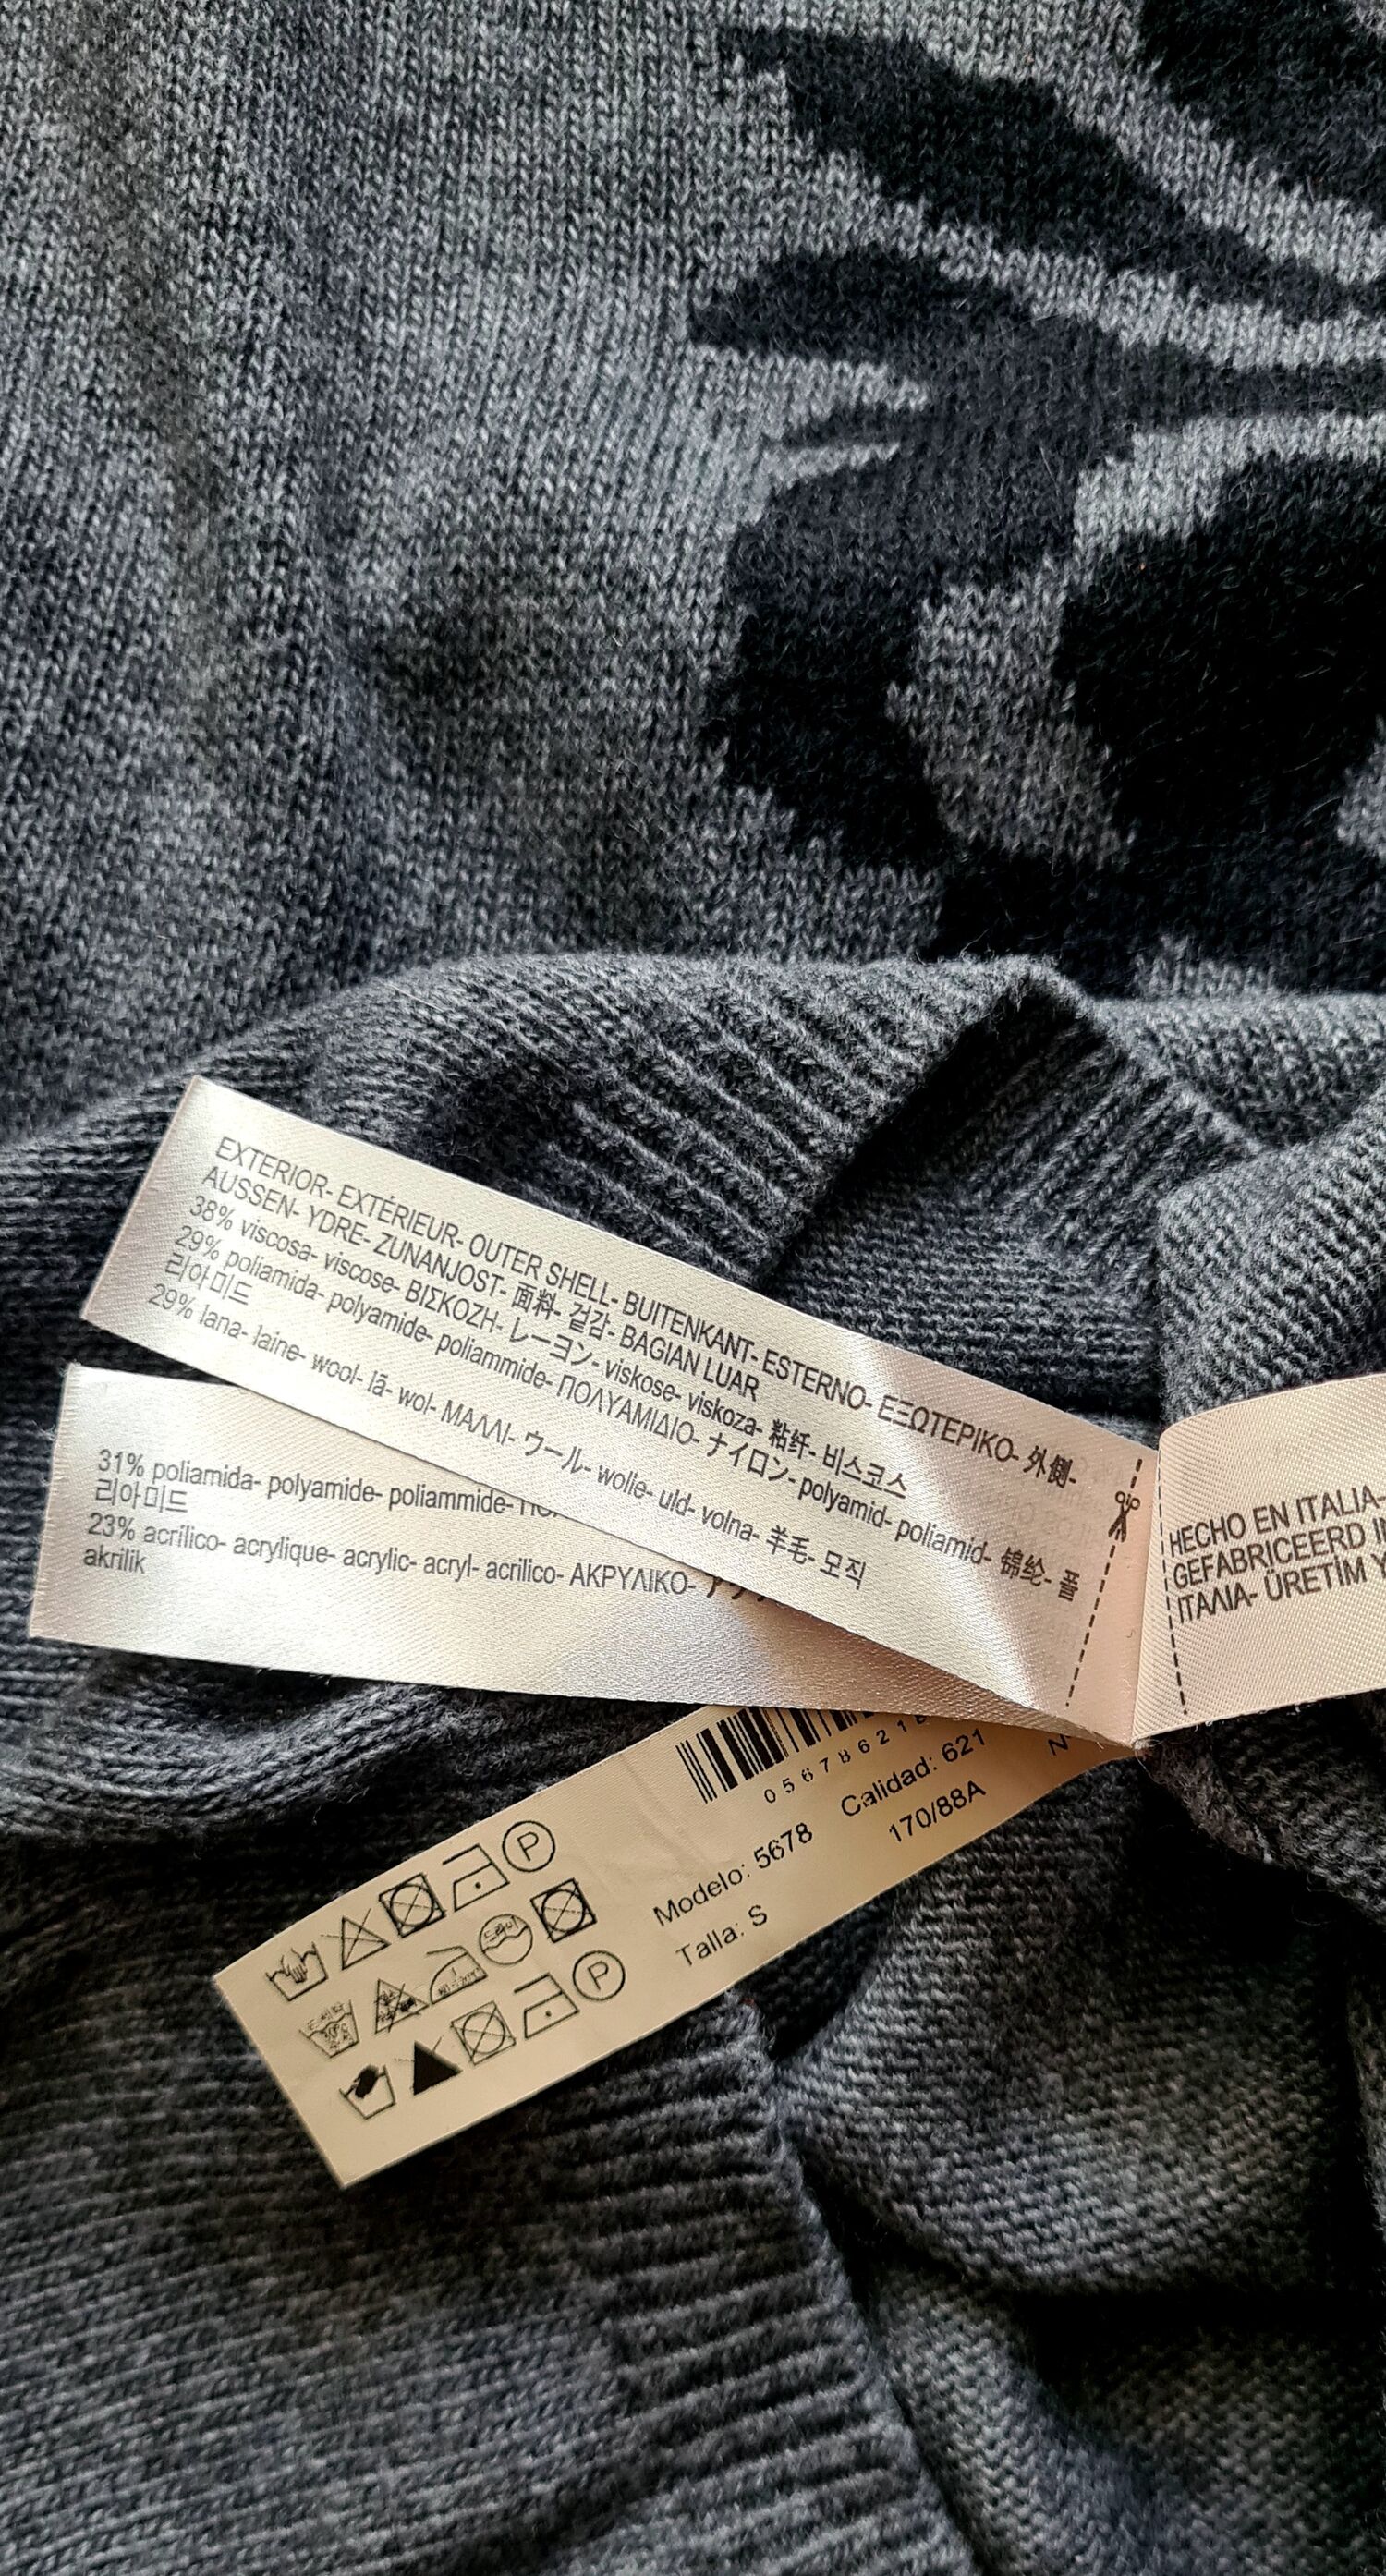 EXTERIOR- EXTÉRIEUR- OUTER SHELL- BUITENKANT- ESTERNO- ΕΞΩΤΕΡΙΚΟ- 外側-
AUSSEN- YDRE- ZUNANJOST- 面料- 겉감- BAGIAN LUAR
38% viscosa- viscose- ΒΙΣΚΟΖΗ- レーヨン- viskose- viskoza- 粘纤- 비스코스
29% poliamida- polyamide- poliammide- ΠΟΛΥΑΜΙΔΙΟ- ナイロン- polyamid- poliamid- 锦纶- 폴
리아미드
29% lana- laine- wool- lã- wol- ΜΑΛΛΙ- ウール- wolle- uld- volna- 羊毛- 모직
31% poliamida- polyamide- poliammide-
리아미드
23% acrílico- acrylique- acrylic- acryl- acrilico- ΑΚΡΥΛΙΚΟ-
akrilik
HECHO EN ITALIA-
GEFABRICEERD
ΙΤΑΛΙΑ- ÜRETİM
0567862
Modelo: 5678 Calidad: 621
Talla: S 170/88A
P
P